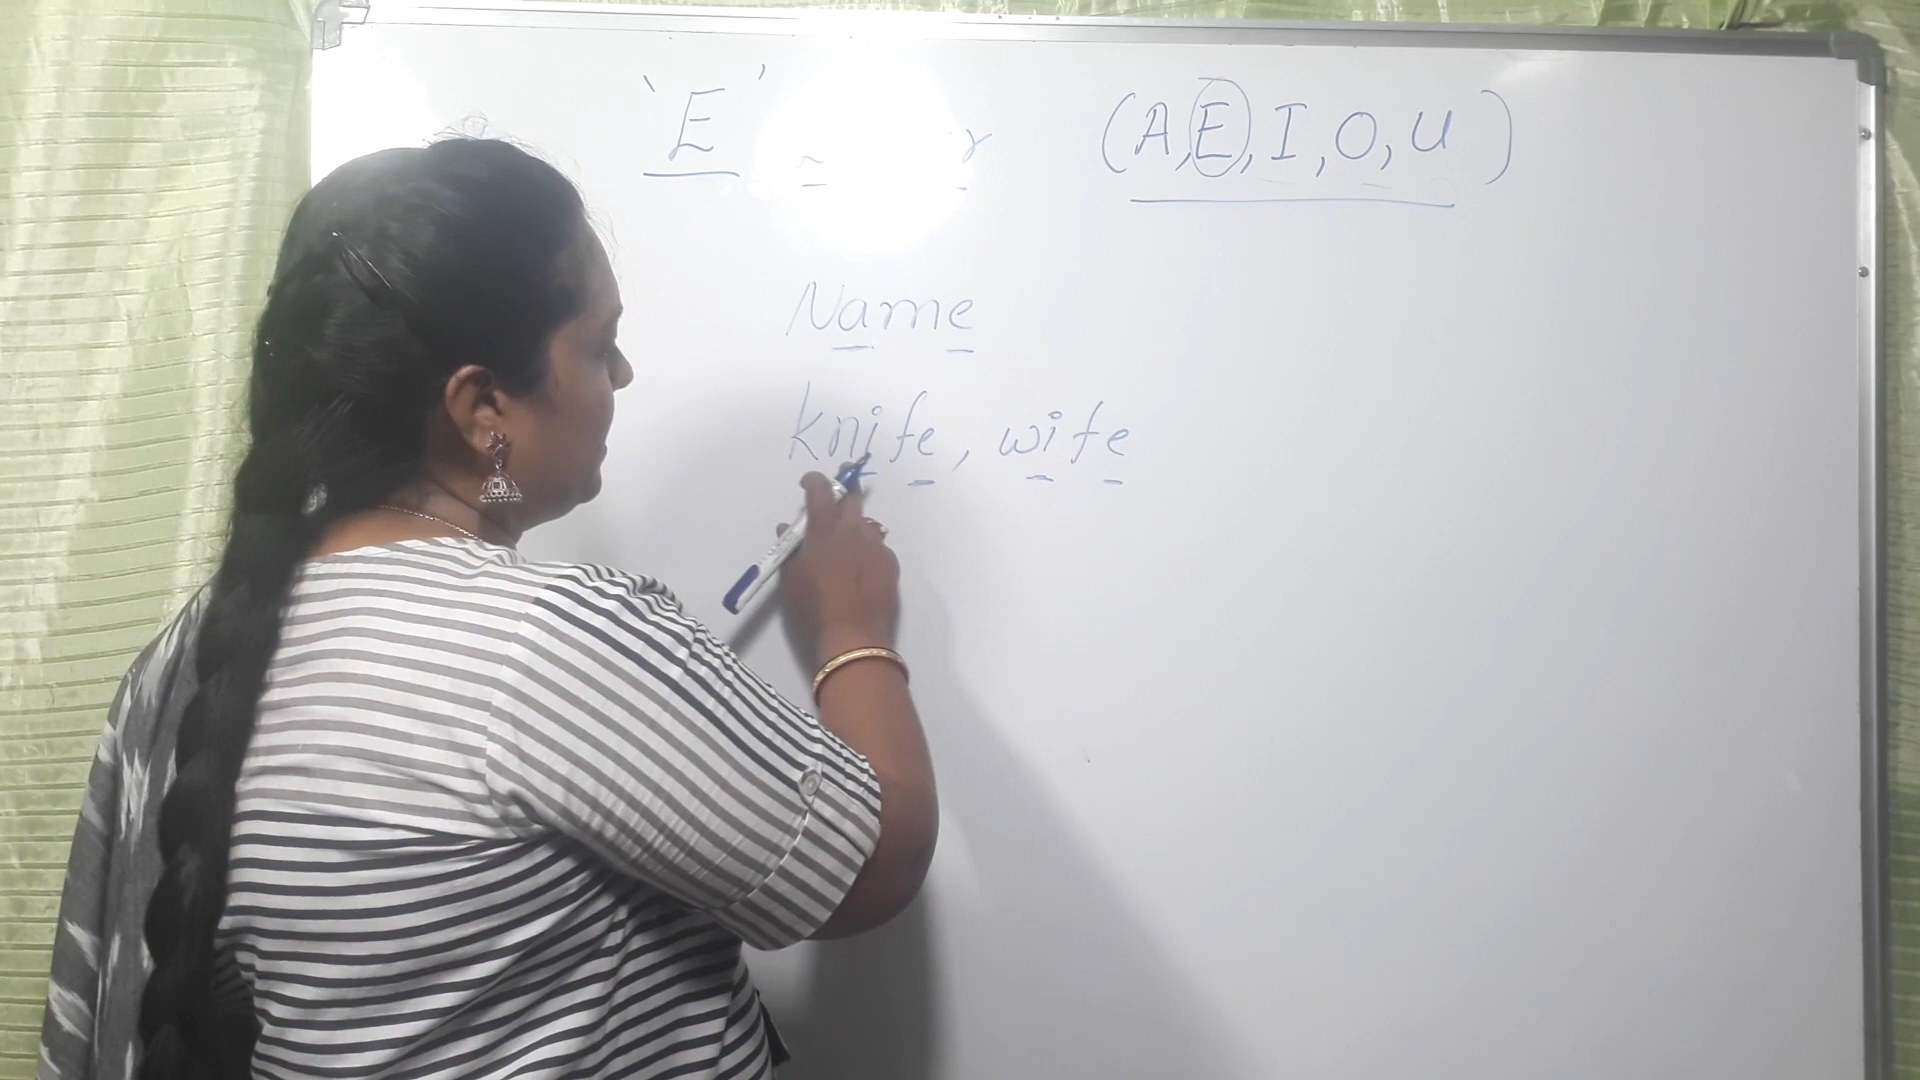 'E' (A, E, I, O, U)
Name
knife, wife